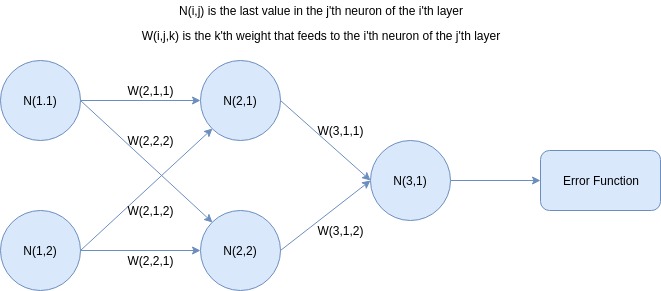 N(i,j) is the last value in the j'th neuron of the i'th layer
W(i,j,k) is the k'th weight that feeds to the i'th neuron of the j'th layer
N(1.1)
W(2,1,1)
N(2,1)
W(2,2,2)
W(3,1,1)
N(3,1)
Error Function
W(2,1,2)
N(1,2)
W(2,2,1)
N(2,2)
W(3,1,2)